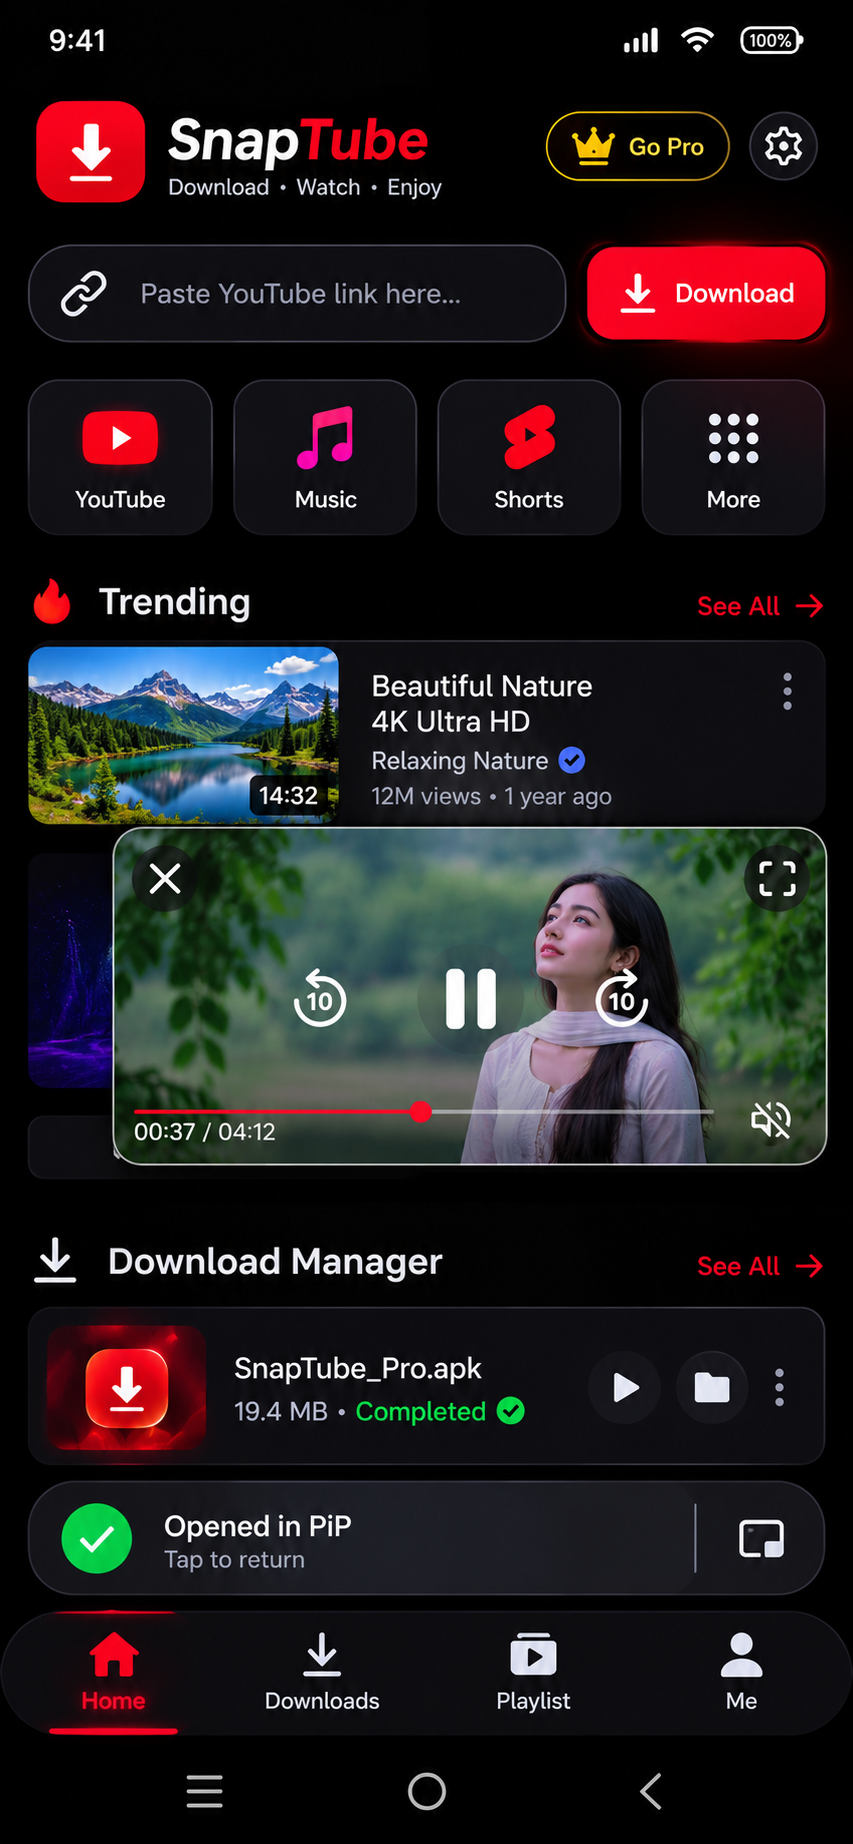 9:41
100%
SnapTube
Download • Watch • Enjoy
Go Pro
Paste YouTube link here...
Download
YouTube
Music
Shorts
More
Trending
See All →
Beautiful Nature
4K Ultra HD
Relaxing Nature
12M views • 1 year ago
14:32
10
10
00:37 / 04:12
Download Manager
See All →
SnapTube_Pro.apk
19.4 MB • Completed
Opened in PiP
Tap to return
Home
Downloads
Playlist
Me